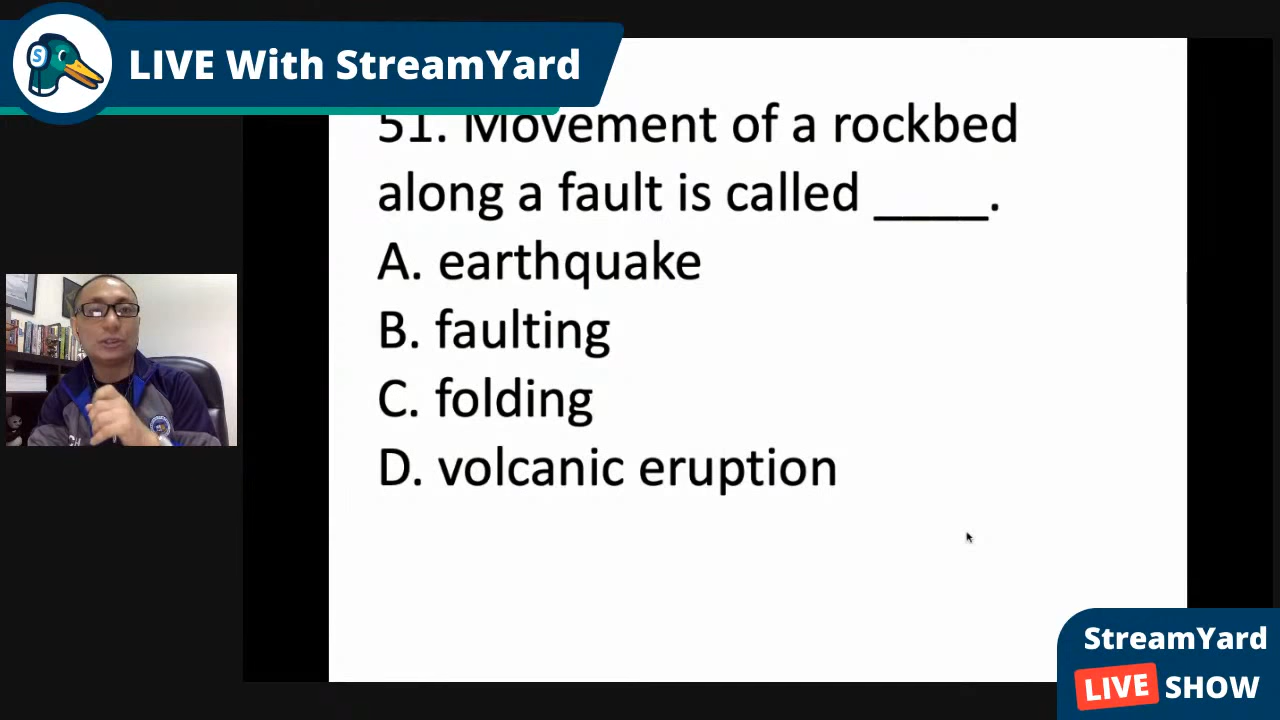 LIVE With StreamYard
51. Movement of a rockbed
along a fault is called ____.
A. earthquake
B. faulting
C. folding
D. volcanic eruption
StreamYard
LIVE SHOW